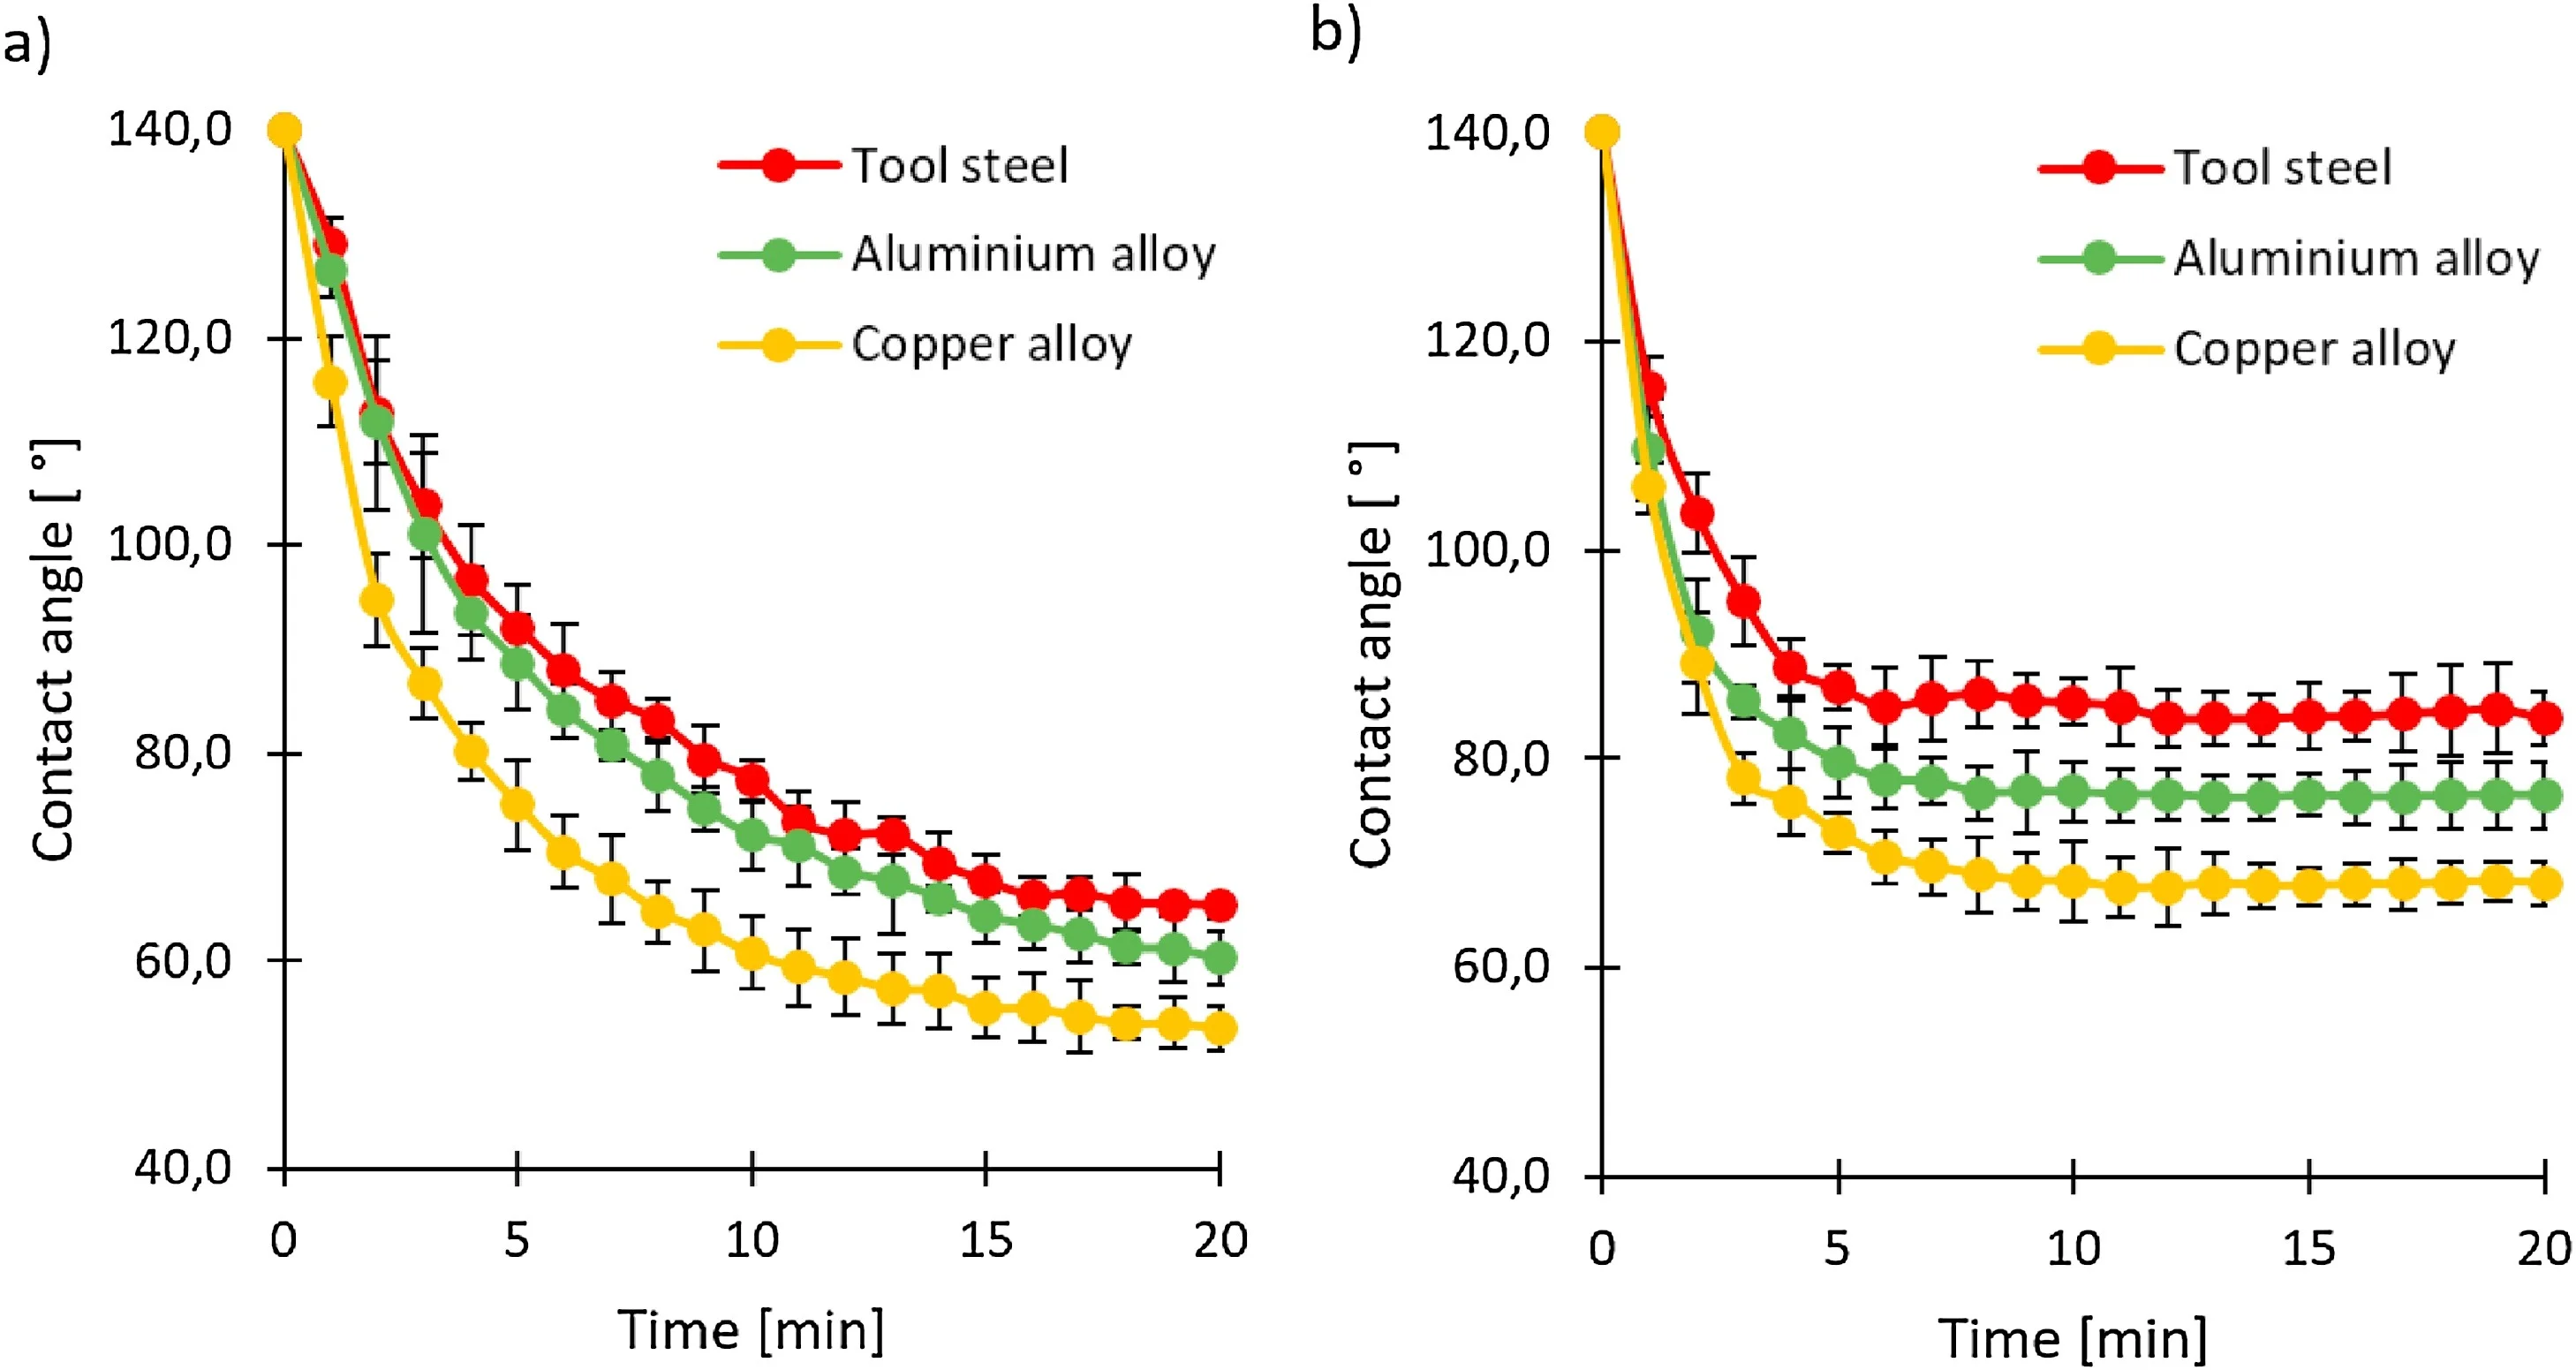 a)
140,0
120,0
100,0
80,0
60,0
40,0
0 5 10 15 20
Contact angle [ °]
Time [min]
Tool steel
Aluminium alloy
Copper alloy
b)
140,0
120,0
100,0
80,0
60,0
40,0
0 5 10 15 20
Contact angle [ °]
Time [min]
Tool steel
Aluminium alloy
Copper alloy